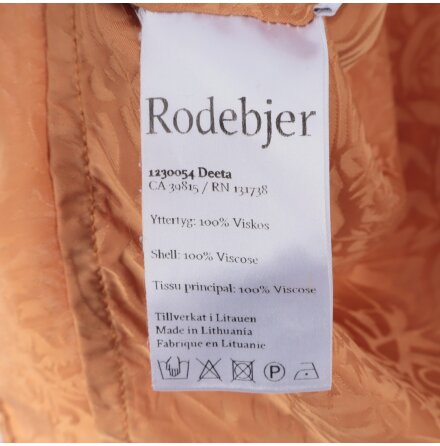 Rodebjer
1230054 Deeta
CA 39815 / RN 131738
Yttertyg: 100% Viskos
Shell: 100% Viscose
Tissu principal: 100% Viscose
Tillverkat i Litauen
Made in Lithuania
Fabrique en Lituanie
P